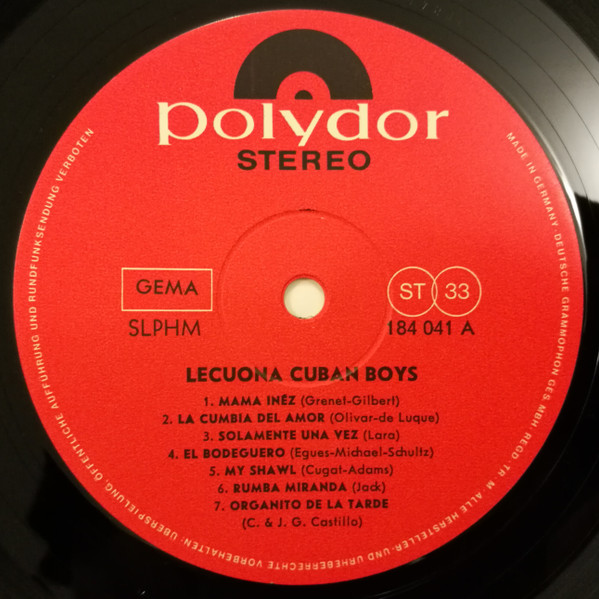 polydor
STEREO
GEMA
SLPHM
ST 33
184 041 A
LECUONA CUBAN BOYS
1. MAMA INÉZ (Grenet-Gilbert)
2. LA CUMBIA DEL AMOR (Olivar-de Luque)
3. SOLAMENTE UNA VEZ (Lara)
4. EL BODEGUERO (Egues-Michael-Schultz)
5. MY SHAWL (Cugat-Adams)
6. RUMBA MIRANDA (Jack)
7. ORGANITO DE LA TARDE
(C. & J. G. Castillo)
MADE IN GERMANY · DEUTSCHE GRAMMOPHON GES. MBH REGD. TR. M. ALLE HERSTELLER- UND URHEBERRECHTE VORBEHALTEN · ÜBERSPIELUNG, ÖFFENTLICHE AUFFÜHRUNG UND RUNDFUNKSENDUNG VERBOTEN